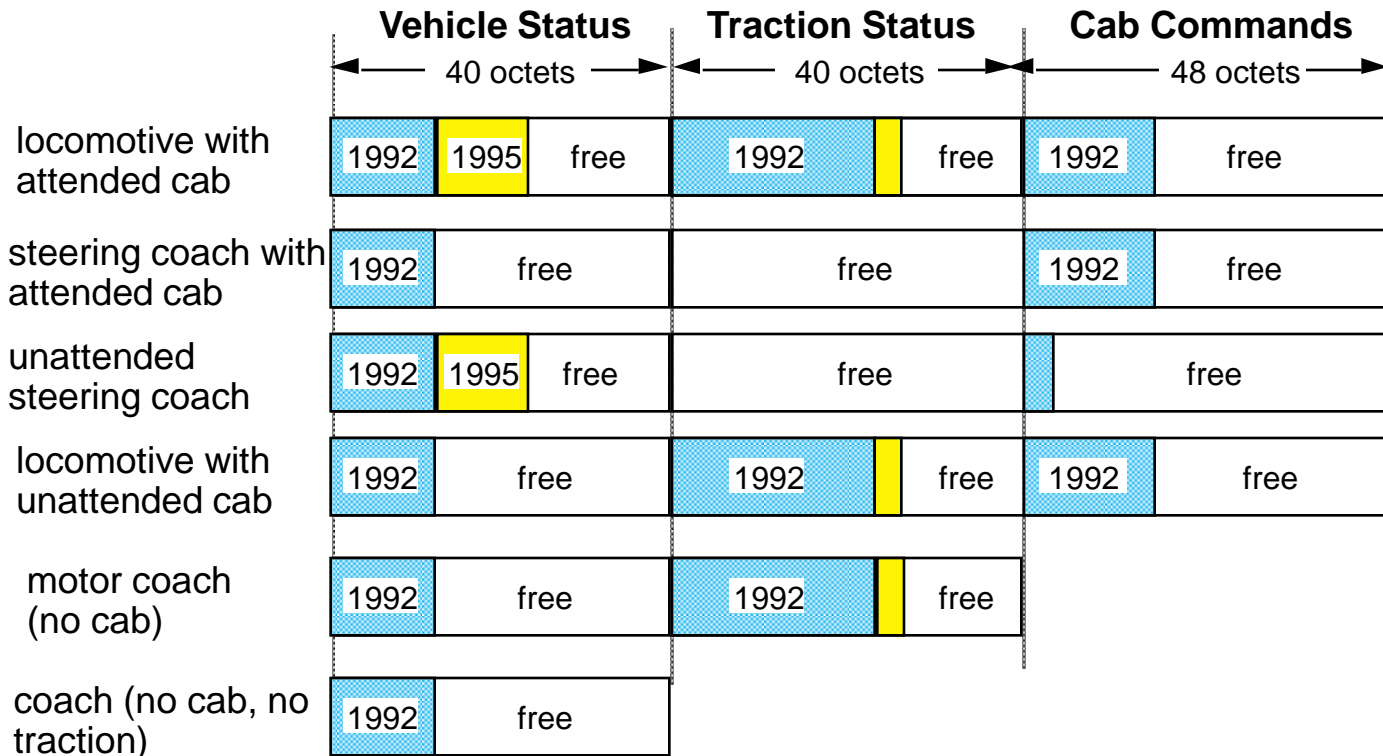 Vehicle Status Traction Status Cab Commands
40 octets 40 octets 48 octets
locomotive with
attended cab
1992 1995 free 1992 free 1992 free
steering coach with
attended cab
1992 free free 1992
unattended
steering coach
1992 1995 free free free
locomotive with
unattended cab
1992 free 1992 free 1992 free
motor coach
(no cab)
1992 free 1992 free
coach (no cab, no
traction)
1992 free